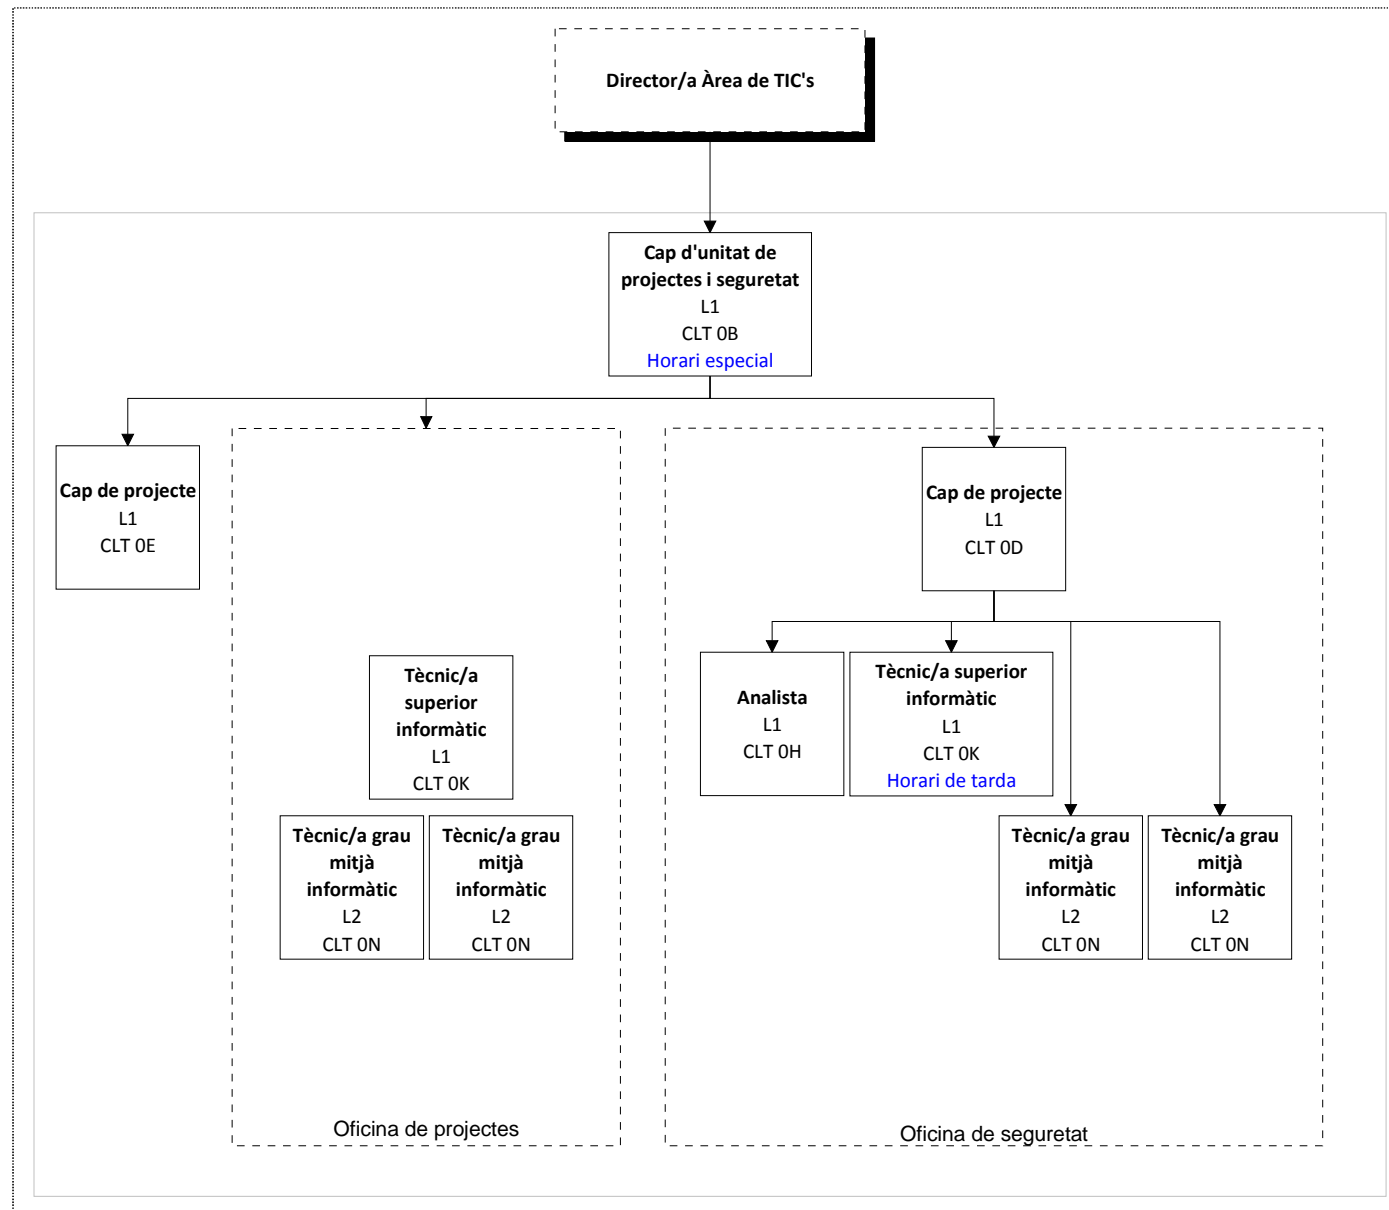 Director/a Àrea de TIC's
Cap d'unitat de
projectes i seguretat
L1
CLT 0B
Horari especial
Cap de projecte
L1
CLT 0E
Cap de projecte
L1
CLT 0D
Tècnic/a
superior
informàtic
L1
CLT 0K
Analista
L1
CLT 0H
Tècnic/a superior
informàtic
L1
CLT 0K
Horari de tarda
Tècnic/a grau
mitjà
informàtic
L2
CLT 0N
Tècnic/a grau
mitjà
informàtic
L2
CLT 0N
Tècnic/a grau
mitjà
informàtic
L2
CLT 0N
Tècnic/a grau
mitjà
informàtic
L2
CLT 0N
Oficina de projectes
Oficina de seguretat